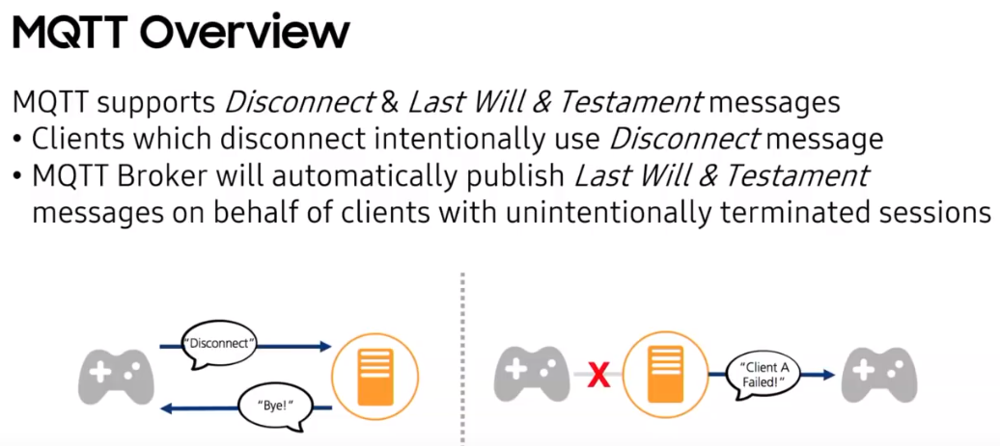 MQTT Overview
MQTT supports Disconnect & Last Will & Testament messages
• Clients which disconnect intentionally use Disconnect message
• MQTT Broker will automatically publish Last Will & Testament
messages on behalf of clients with unintentionally terminated sessions
"Disconnect"
"Bye!"
X
"Client A
Failed!"